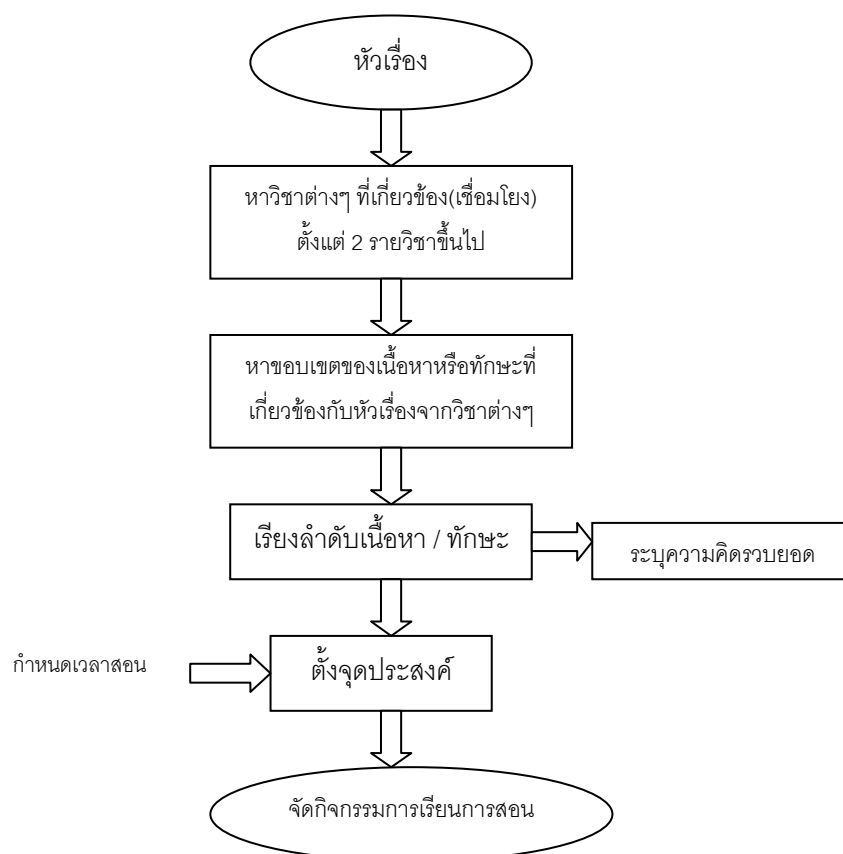 หัวเรื่อง
หาวิชาต่างๆ ที่เกี่ยวข้อง(เชื่อมโยง)
ตั้งแต่ 2 รายวิชาขึ้นไป
หาขอบเขตของเนื้อหาหรือทักษะที่
เกี่ยวข้องกับหัวเรื่องจากวิชาต่างๆ
เรียงลำดับเนื้อหา / ทักษะ
ระบุความคิดรวบยอด
กำหนดเวลาสอน
ตั้งจุดประสงค์
จัดกิจกรรมการเรียนการสอน